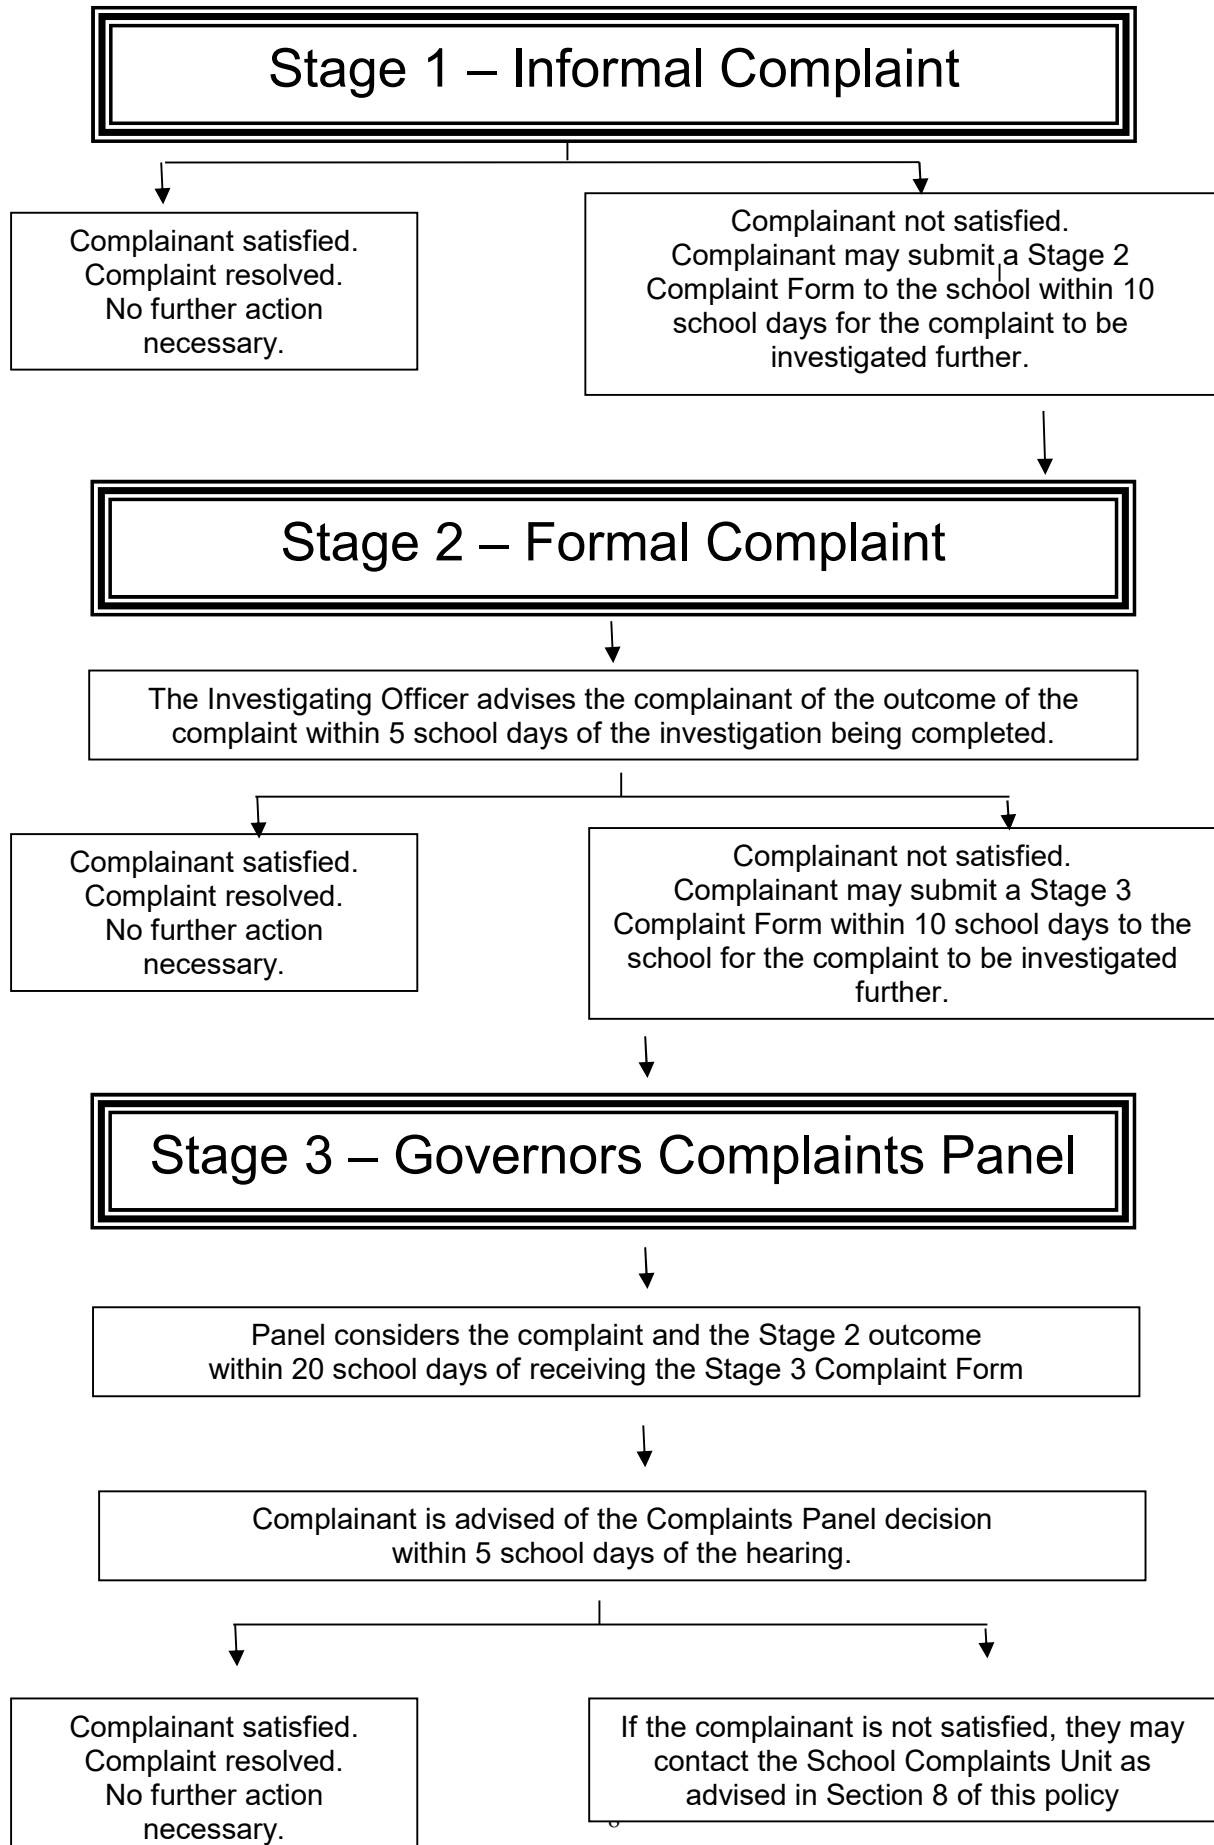 Stage 1 – Informal Complaint
Complainant satisfied.
Complaint resolved.
No further action
necessary.
Complainant not satisfied.
Complainant may submit a Stage 2
Complaint Form to the school within 10
school days for the complaint to be
investigated further.
Stage 2 – Formal Complaint
The Investigating Officer advises the complainant of the outcome of the
complaint within 5 school days of the investigation being completed.
Complainant satisfied.
Complaint resolved.
No further action
necessary.
Complainant not satisfied.
Complainant may submit a Stage 3
Complaint Form within 10 school days to the
school for the complaint to be investigated
further.
Stage 3 – Governors Complaints Panel
Panel considers the complaint and the Stage 2 outcome
within 20 school days of receiving the Stage 3 Complaint Form
Complainant is advised of the Complaints Panel decision
within 5 school days of the hearing.
Complainant satisfied.
Complaint resolved.
No further action
necessary.
If the complainant is not satisfied, they may
contact the School Complaints Unit as
advised in Section 8 of this policy